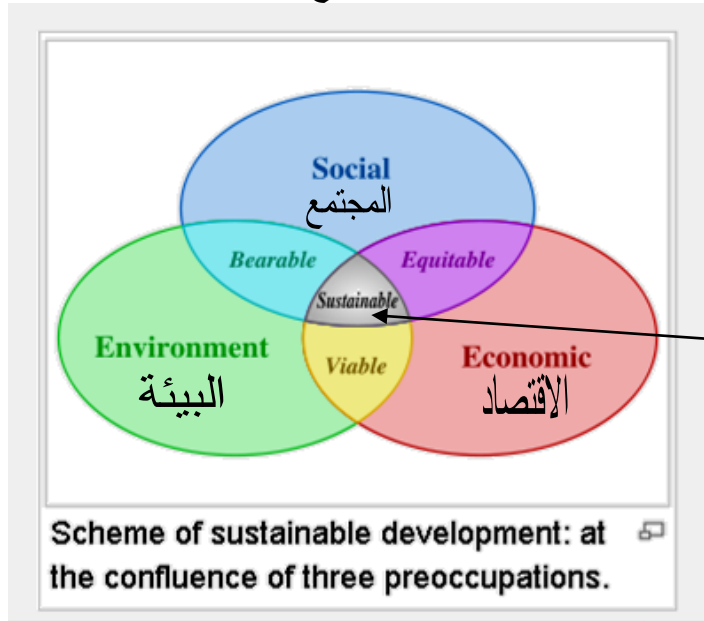 Social
المجتمع
Bearable
Equitable
Sustainable
Environment
البيئة
Viable
Economic
الاقتصاد
Scheme of sustainable development: at
the confluence of three preoccupations.